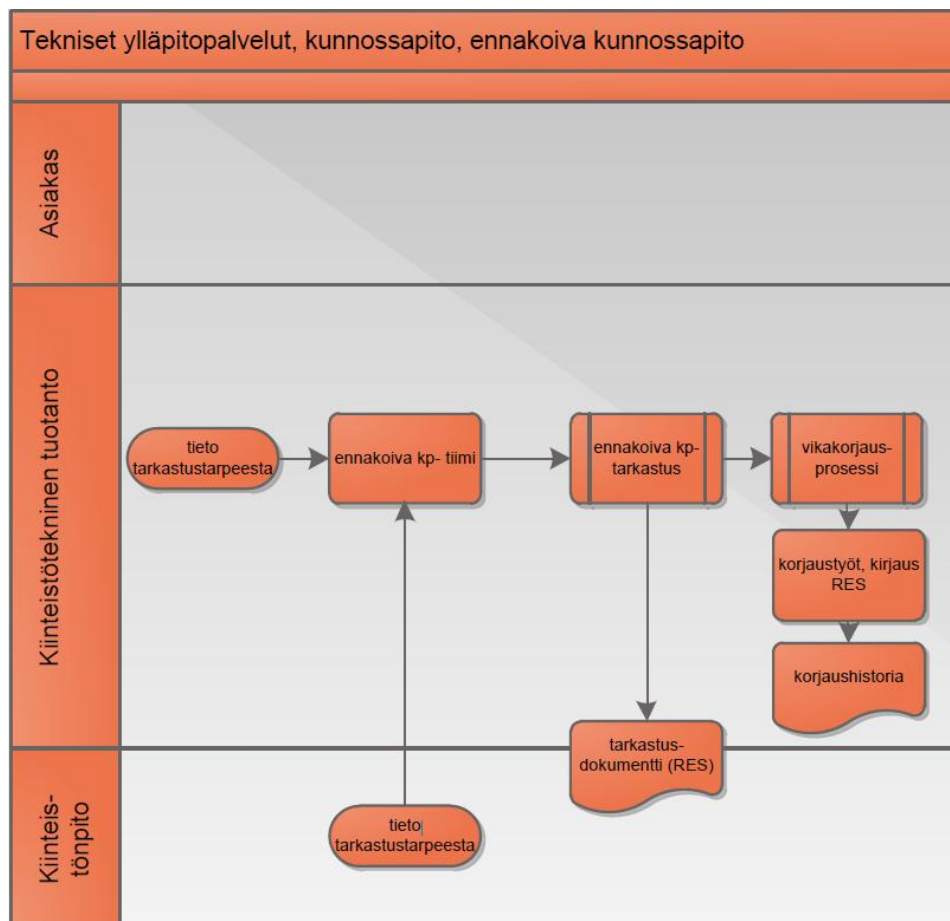 Tekniset ylläpitopalvelut, kunnossapito, ennakoiva kunnossapito
Asiakas
Kiinteistötekninen tuotanto
tieto
tarkastustarpeesta
ennakoiva kp- tiimi
ennakoiva kp-
tarkastus
vikakorjaus-
prosessi
korjaustyöt, kirjaus
RES
korjaushistoria
tarkastus-
dokumentti (RES)
Kiinteis-
tönpito
tieto
tarkastustarpeesta